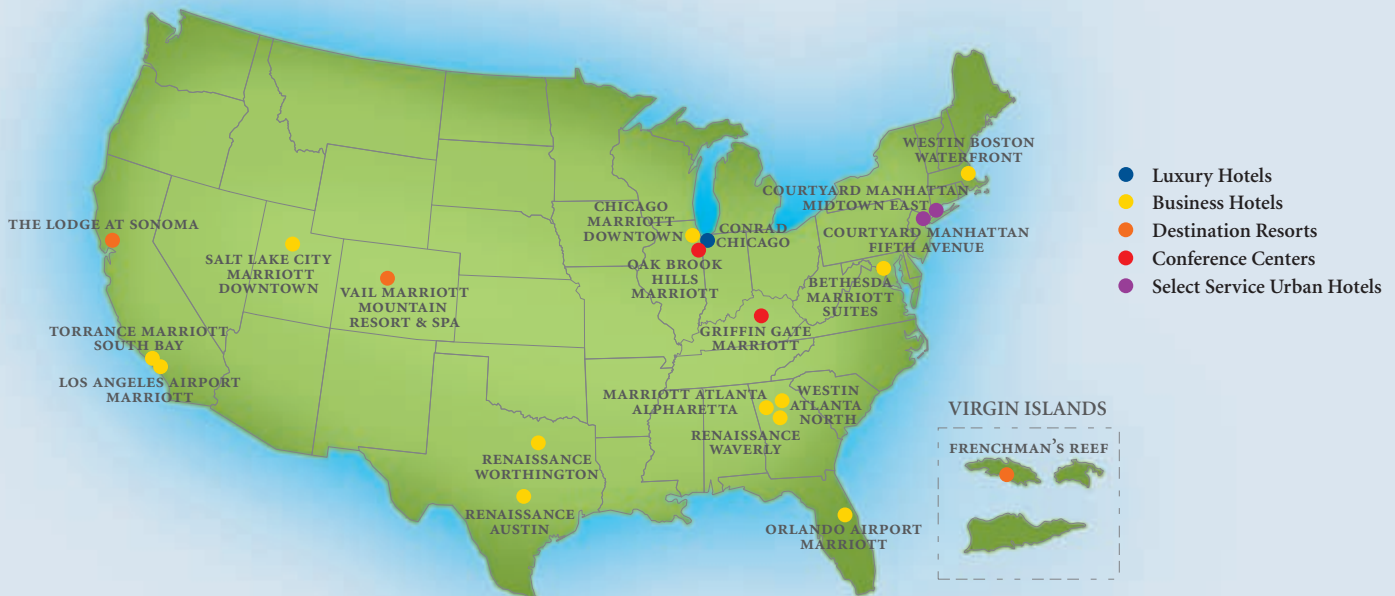 WESTIN BOSTON
WATERFRONT
COURTYARD MANHATTAN
MIDTOWN EAST
COURTYARD MANHATTAN
FIFTH AVENUE
CHICAGO
MARRIOTT
DOWNTOWN
CONRAD
CHICAGO
OAK BROOK
HILLS
MARRIOTT
THE LODGE AT SONOMA
SALT LAKE CITY
MARRIOTT
DOWNTOWN
VAIL MARRIOTT
MOUNTAIN
RESORT & SPA
BETHESDA
MARRIOTT
SUITES
GRIFFIN GATE
MARRIOTT
TORRANCE MARRIOTT
SOUTH BAY
LOS ANGELES AIRPORT
MARRIOTT
MARRIOTT ATLANTA
ALPHARETTA
WESTIN
ATLANTA
NORTH
RENAISSANCE
WAVERLY
RENAISSANCE
WORTHINGTON
RENAISSANCE
AUSTIN
ORLANDO AIRPORT
MARRIOTT
VIRGIN ISLANDS
FRENCHMAN'S REEF
Luxury Hotels
Business Hotels
Destination Resorts
Conference Centers
Select Service Urban Hotels